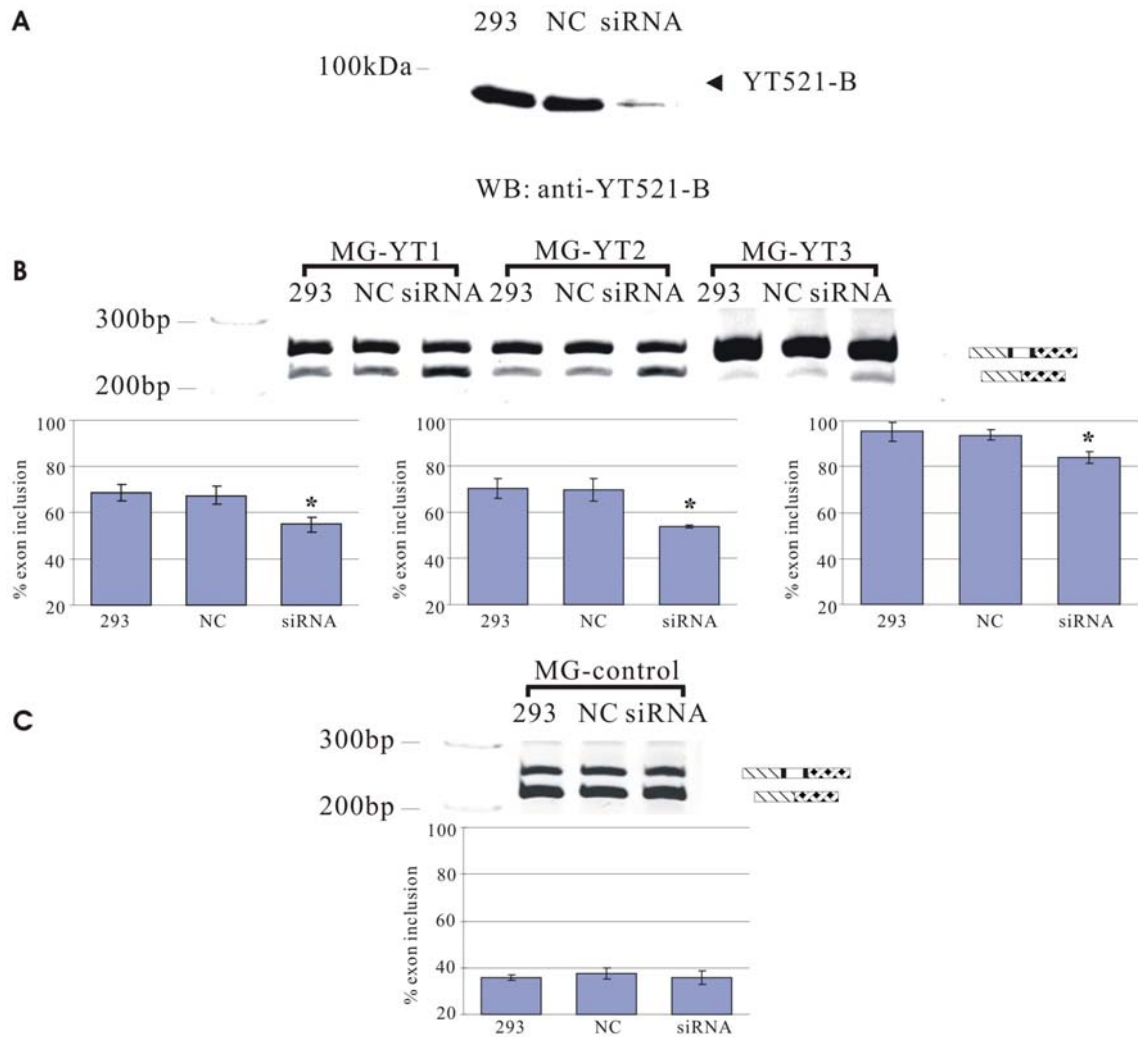 A
293 NC siRNA
100kDa
YT521-B
WB: anti-YT521-B
B
MG-YT1 MG-YT2 MG-YT3
293 NC siRNA 293 NC siRNA 293 NC siRNA
300bp
200bp
% exon inclusion
100
80
60
40
20
*
293 NC siRNA
% exon inclusion
100
80
60
40
20
*
293 NC siRNA
% exon inclusion
100
80
60
40
20
*
293 NC siRNA
C
MG-control
293 NC siRNA
300bp
200bp
% exon inclusion
100
80
60
40
20
293 NC siRNA